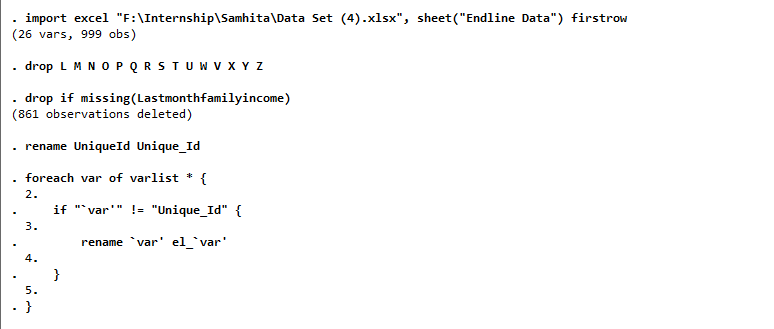 . import excel "F:\Internship\Samhita\Data Set (4).xlsx", sheet("Endline Data") firstrow
(26 vars, 999 obs)
. drop L M N O P Q R S T U W V X Y Z
. drop if missing(Lastmonthfamilyincome)
(861 observations deleted)
. rename UniqueId Unique_Id
. foreach var of varlist * {
2.
. if "`var'" != "Unique_Id" {
3.
. rename `var' el_`var'
4.
. }
5.
. }